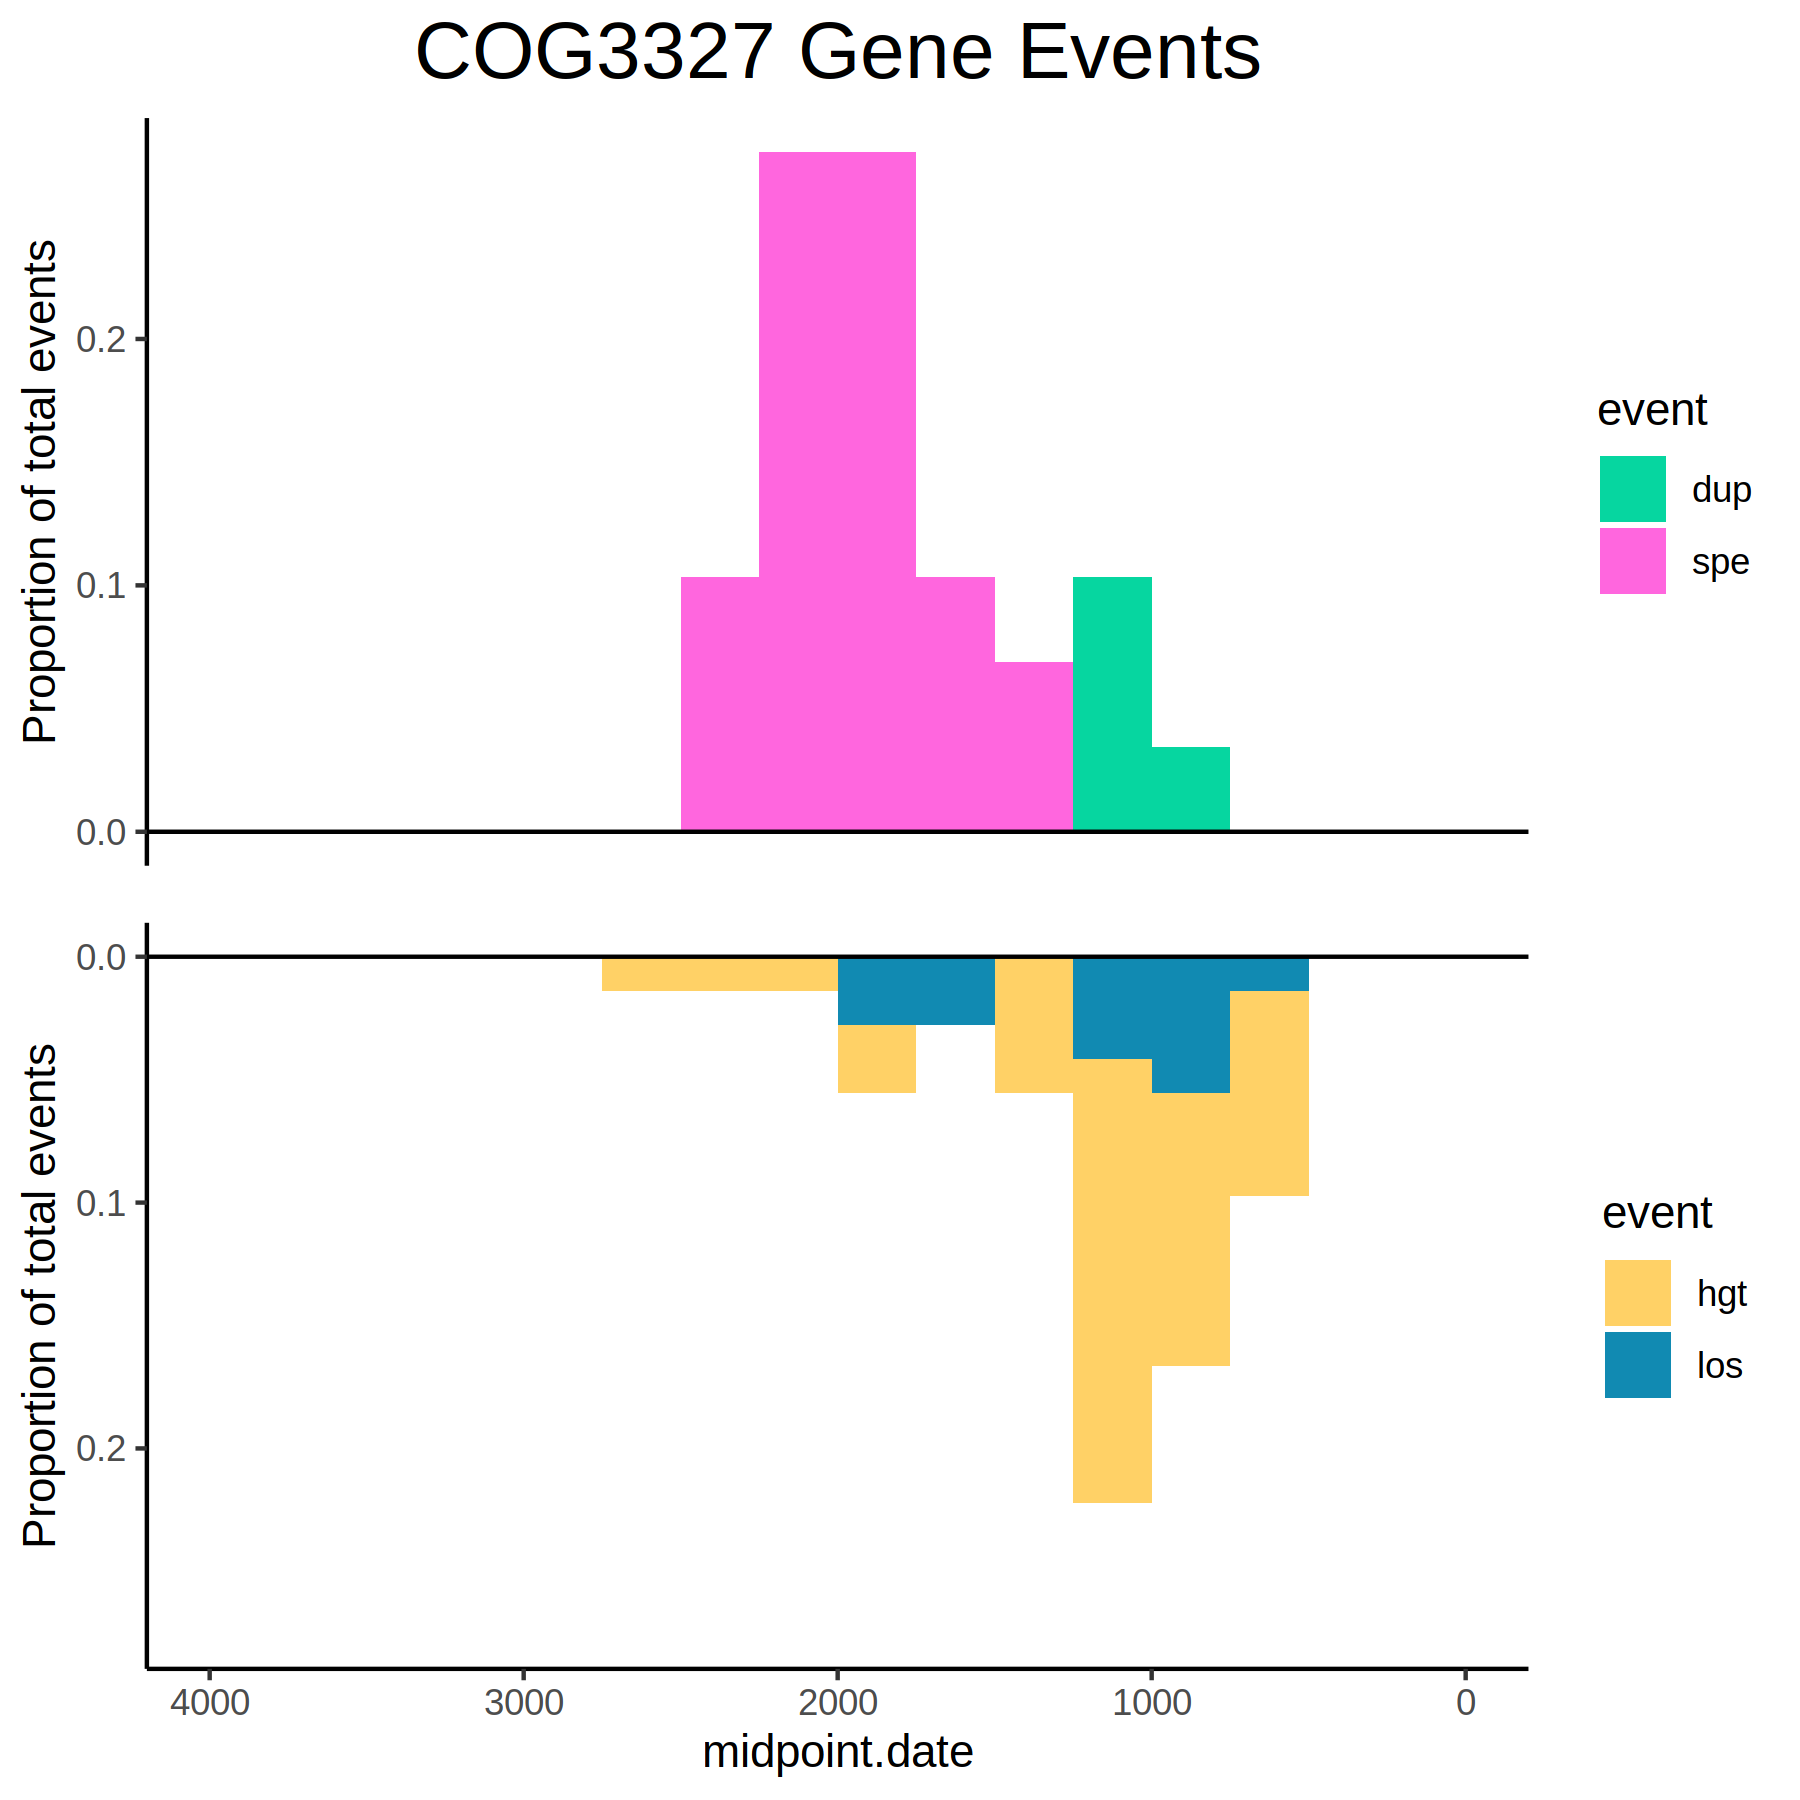 COG3327 Gene Events
Proportion of total events
0.2
0.1
0.0
event
dup
spe
Proportion of total events
0.0
0.1
0.2
event
hgt
los
4000 3000 2000 1000 0
midpoint.date